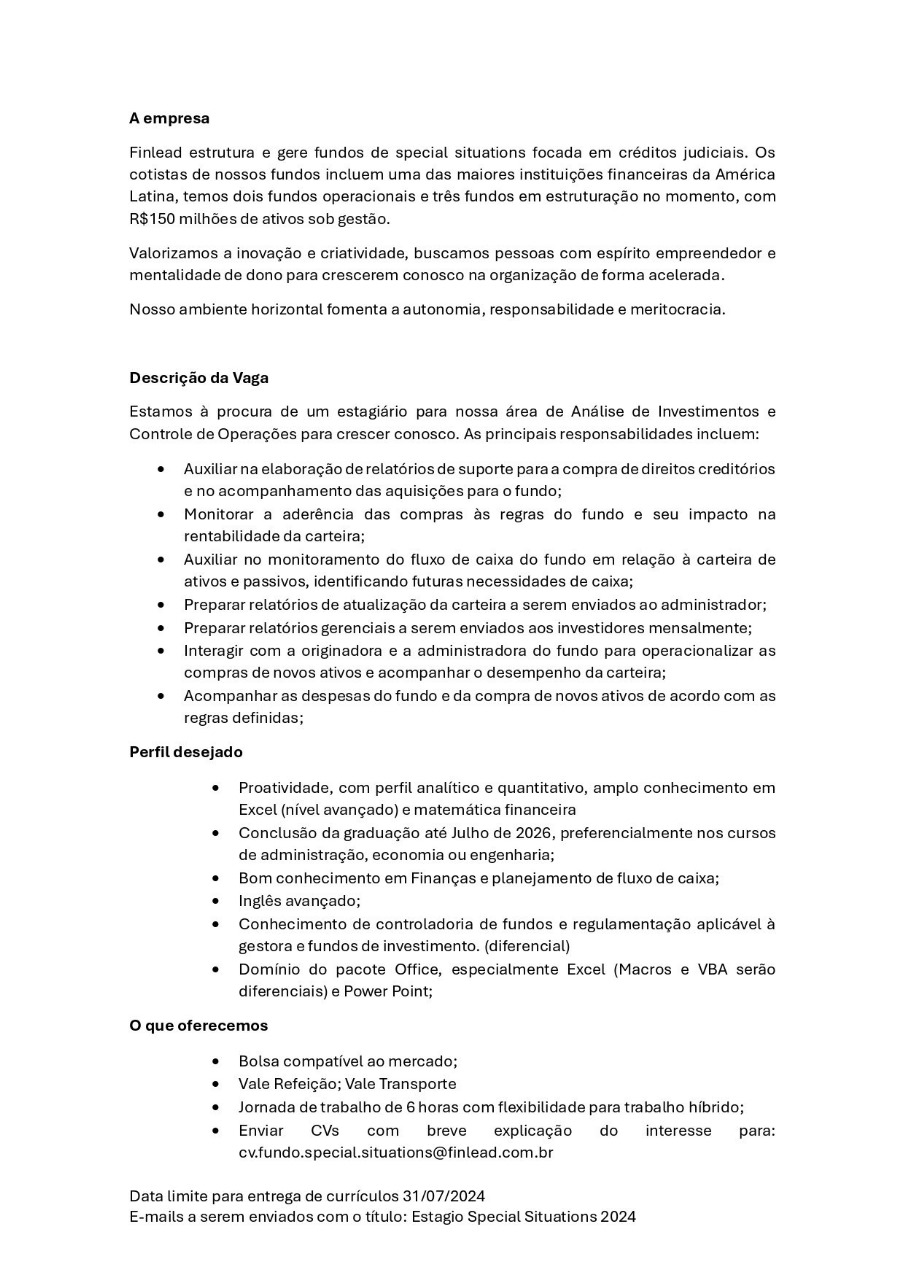 A empresa
Finlead estrutura e gere fundos de special situations focada em créditos judiciais. Os
cotistas de nossos fundos incluem uma das maiores instituições financeiras da América
Latina, temos dois fundos operacionais e três fundos em estruturação no momento, com
R$150 milhões de ativos sob gestão.
Valorizamos a inovação e criatividade, buscamos pessoas com espírito empreendedor e
mentalidade de dono para crescerem conosco na organização de forma acelerada.
Nosso ambiente horizontal fomenta a autonomia, responsabilidade e meritocracia.
Descrição da Vaga
Estamos à procura de um estagiário para nossa área de Análise de Investimentos e
Controle de Operações para crescer conosco. As principais responsabilidades incluem:
• Auxiliar na elaboração de relatórios de suporte para a compra de direitos creditórios
e no acompanhamento das aquisições para o fundo;
• Monitorar a aderência das compras às regras do fundo e seu impacto na
rentabilidade da carteira;
• Auxiliar no monitoramento do fluxo de caixa do fundo em relação à carteira de
ativos e passivos, identificando futuras necessidades de caixa;
• Preparar relatórios de atualização da carteira a serem enviados ao administrador;
• Preparar relatórios gerenciais a serem enviados aos investidores mensalmente;
• Interagir com a originadora e a administradora do fundo para operacionalizar as
compras de novos ativos e acompanhar o desempenho da carteira;
• Acompanhar as despesas do fundo e da compra de novos ativos de acordo com as
regras definidas;
Perfil desejado
• Proatividade, com perfil analítico e quantitativo, amplo conhecimento em
Excel (nível avançado) e matemática financeira
• Conclusão da graduação até Julho de 2026, preferencialmente nos cursos
de administração, economia ou engenharia;
• Bom conhecimento em Finanças e planejamento de fluxo de caixa;
• Inglês avançado;
• Conhecimento de controladoria de fundos e regulamentação aplicável à
gestora e fundos de investimento. (diferencial)
• Domínio do pacote Office, especialmente Excel (Macros e VBA serão
diferenciais) e Power Point;
O que oferecemos
• Bolsa compatível ao mercado;
• Vale Refeição; Vale Transporte
• Jornada de trabalho de 6 horas com flexibilidade para trabalho híbrido;
• Enviar CVs com breve explicação do interesse para:
cv.fundo.special.situations@finlead.com.br
Data limite para entrega de currículos 31/07/2024
E-mails a serem enviados com o título: Estagio Special Situations 2024